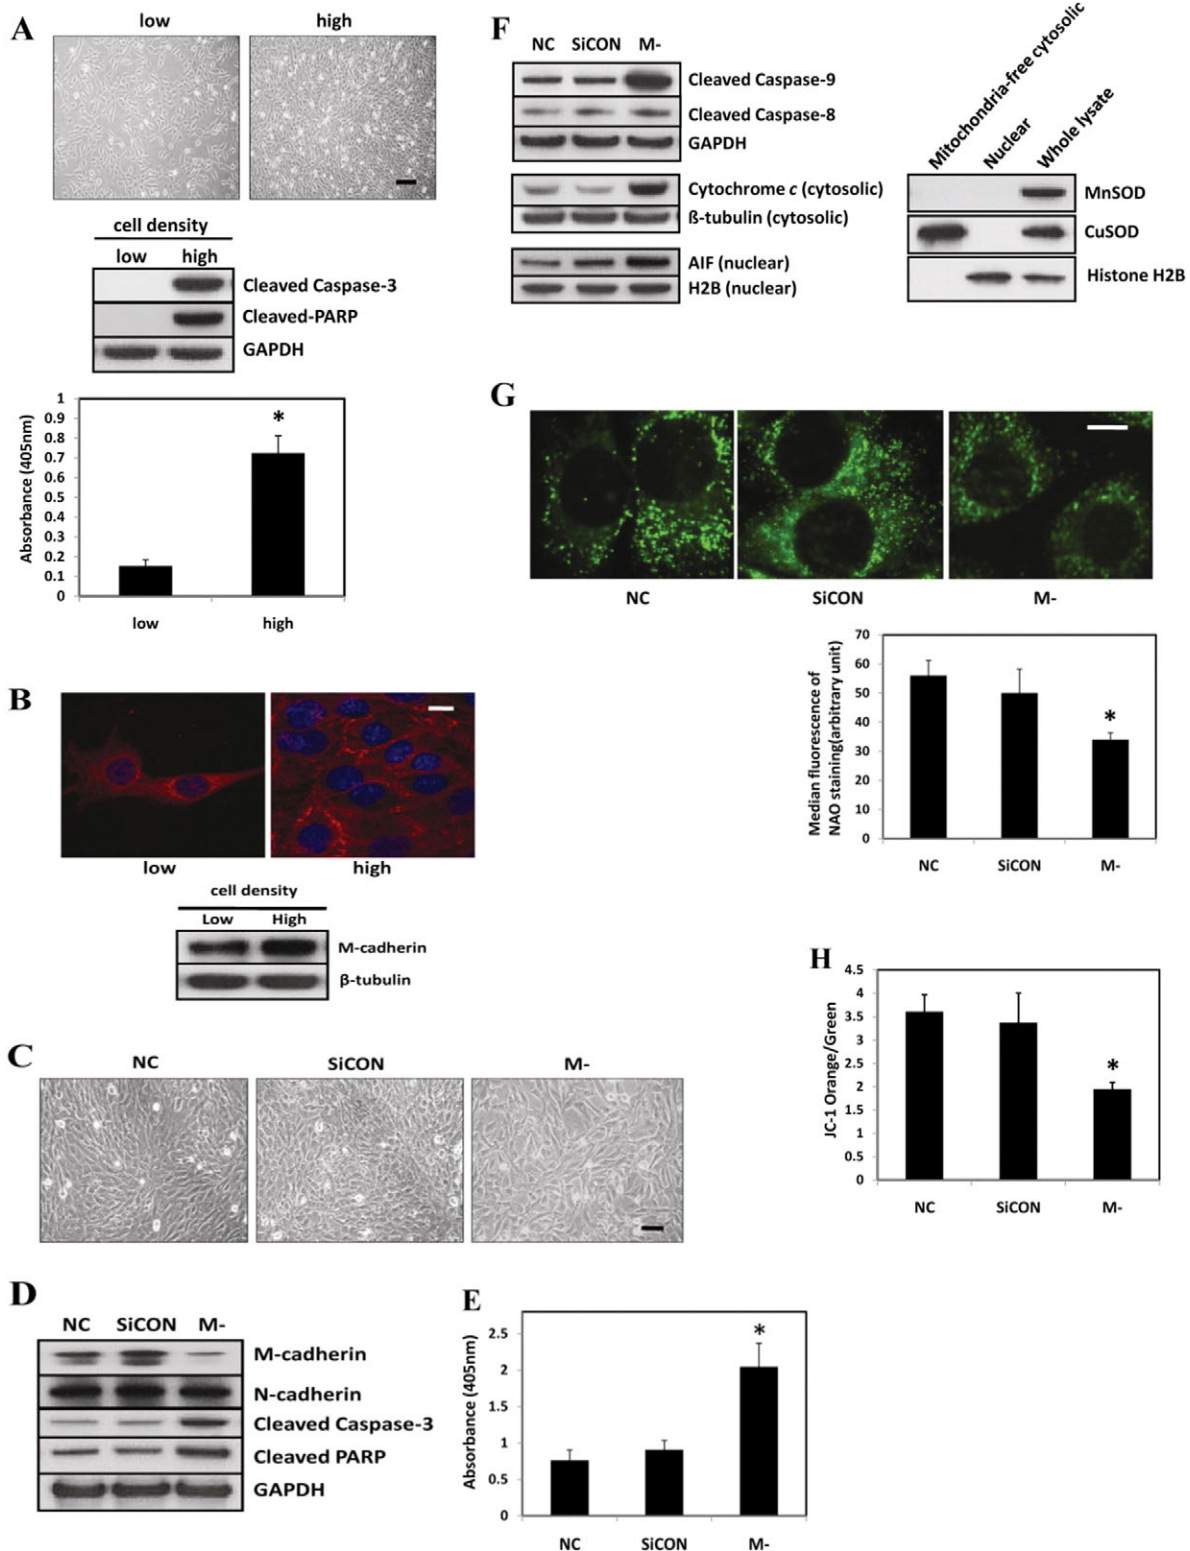 A
low high
cell density
low high
Cleaved Caspase-3
Cleaved-PARP
GAPDH
Absorbance (405nm)
1
0.9
0.8
0.7
0.6
0.5
0.4
0.3
0.2
0.1
0
*
low high
B
low high
cell density
Low High
M-cadherin
β-tubulin
C
NC SiCON M-
D
NC SiCON M-
M-cadherin
N-cadherin
Cleaved Caspase-3
Cleaved PARP
GAPDH
E
Absorbance (405nm)
2.5
2
1.5
1
0.5
0
*
NC SiCON M-
F
NC SiCON M-
Cleaved Caspase-9
Cleaved Caspase-8
GAPDH
Cytochrome c (cytosolic)
ß-tubulin (cytosolic)
AIF (nuclear)
H2B (nuclear)
Mitochondria-free cytosolic
Nuclear
Whole lysate
MnSOD
CuSOD
Histone H2B
G
NC SiCON M-
Median fluorescence of
NAO staining(arbitrary unit)
70
60
50
40
30
20
10
0
*
NC SiCON M-
H
JC-1 Orange/Green
4.5
4
3.5
3
2.5
2
1.5
1
0.5
0
*
NC SiCON M-